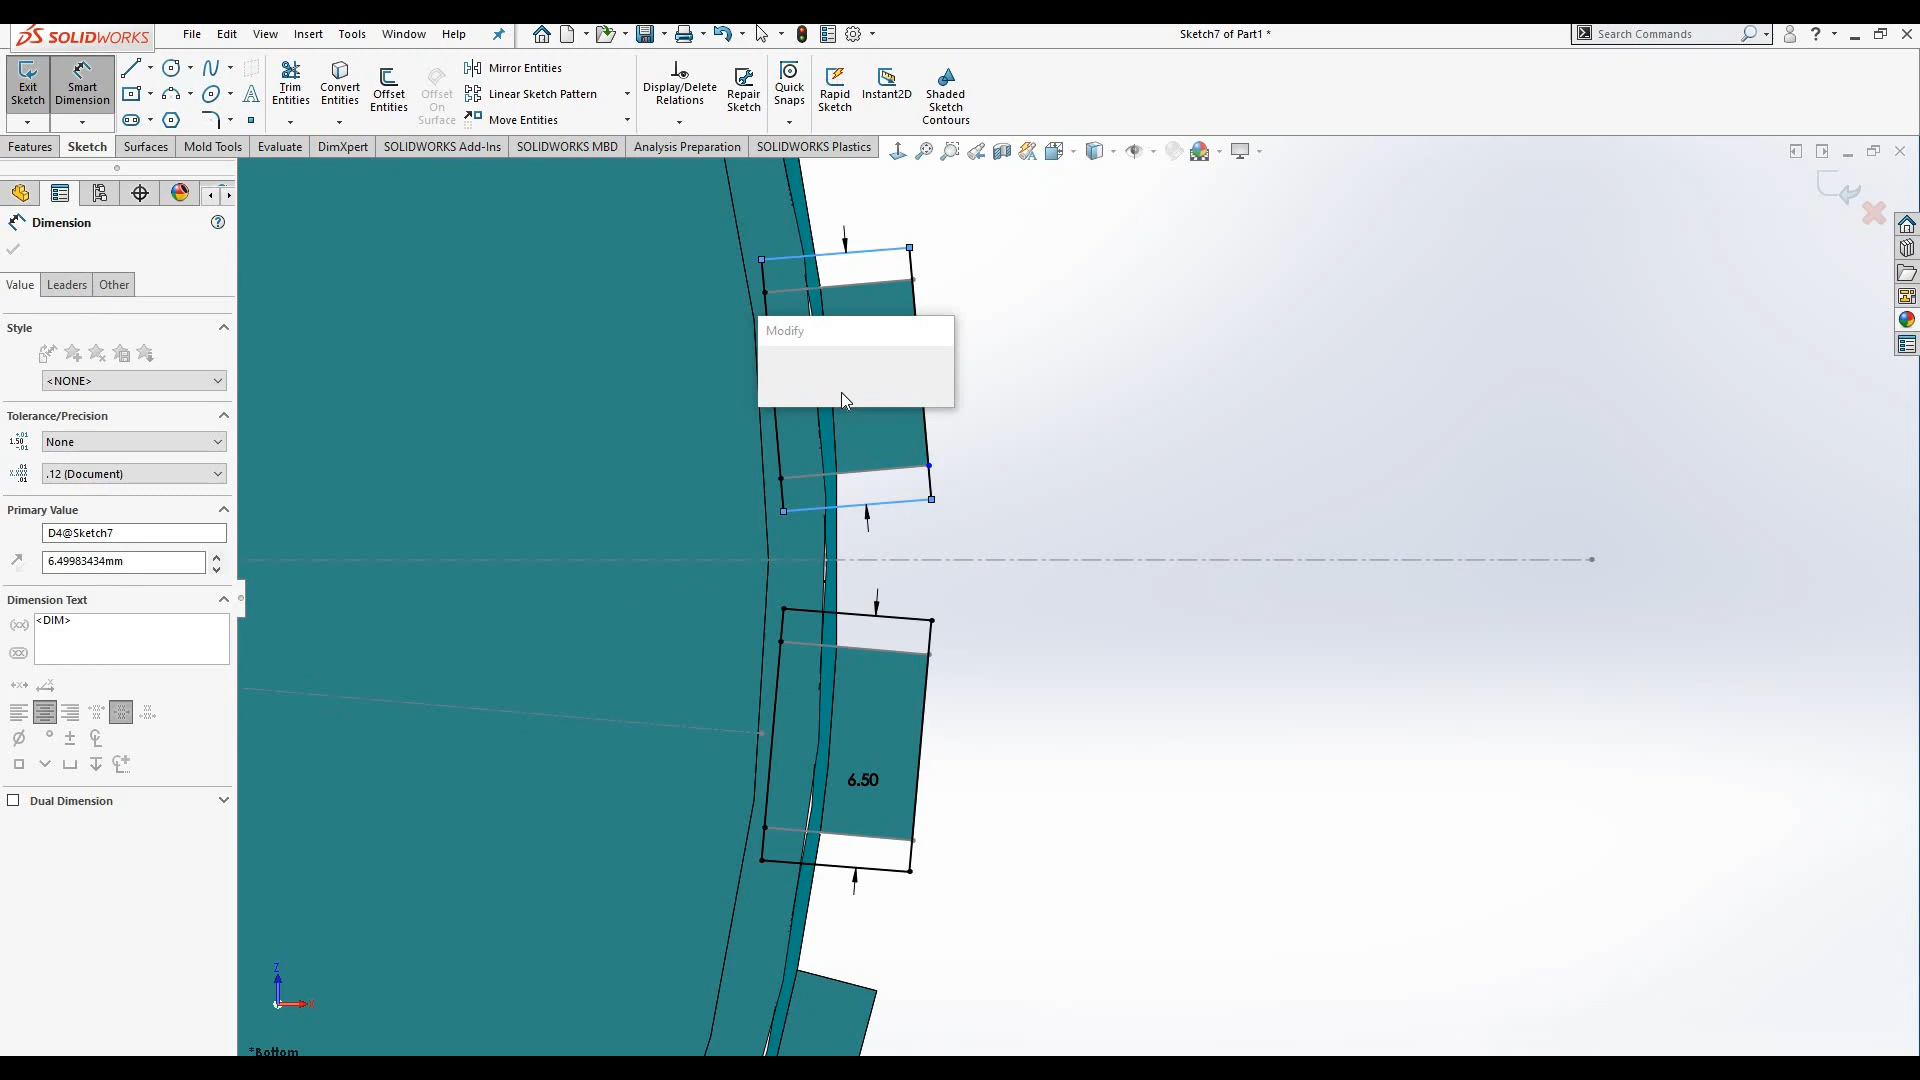 SOLIDWORKS
File Edit View Insert Tools Window Help
Sketch7 of Part1 *
Search Commands
Exit Sketch
Smart Dimension
Trim Entities
Convert Entities
Offset Entities
Offset On Surface
Mirror Entities
Linear Sketch Pattern
Move Entities
Display/Delete Relations
Repair Sketch
Quick Snaps
Rapid Sketch
Instant2D
Shaded Sketch Contours
Features Sketch Surfaces Mold Tools Evaluate DimXpert SOLIDWORKS Add-Ins SOLIDWORKS MBD Analysis Preparation SOLIDWORKS Plastics
Dimension
Value Leaders Other
Style
<NONE>
Tolerance/Precision
None
.12 (Document)
Primary Value
D4@Sketch7
6.49983434mm
Dimension Text
<DIM>
Dual Dimension
Modify
6.50
Z
X
*Bottom